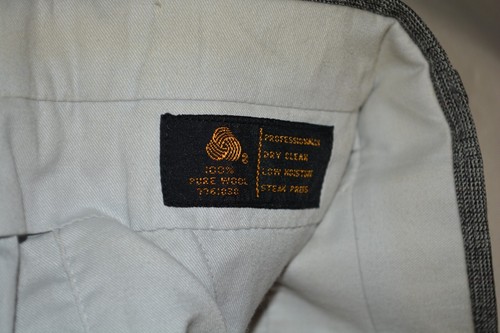 100%
PURE WOOL
PROFESSIONALLY
DRY CLEAN
LOW MOISTURE
STEAM PRESS